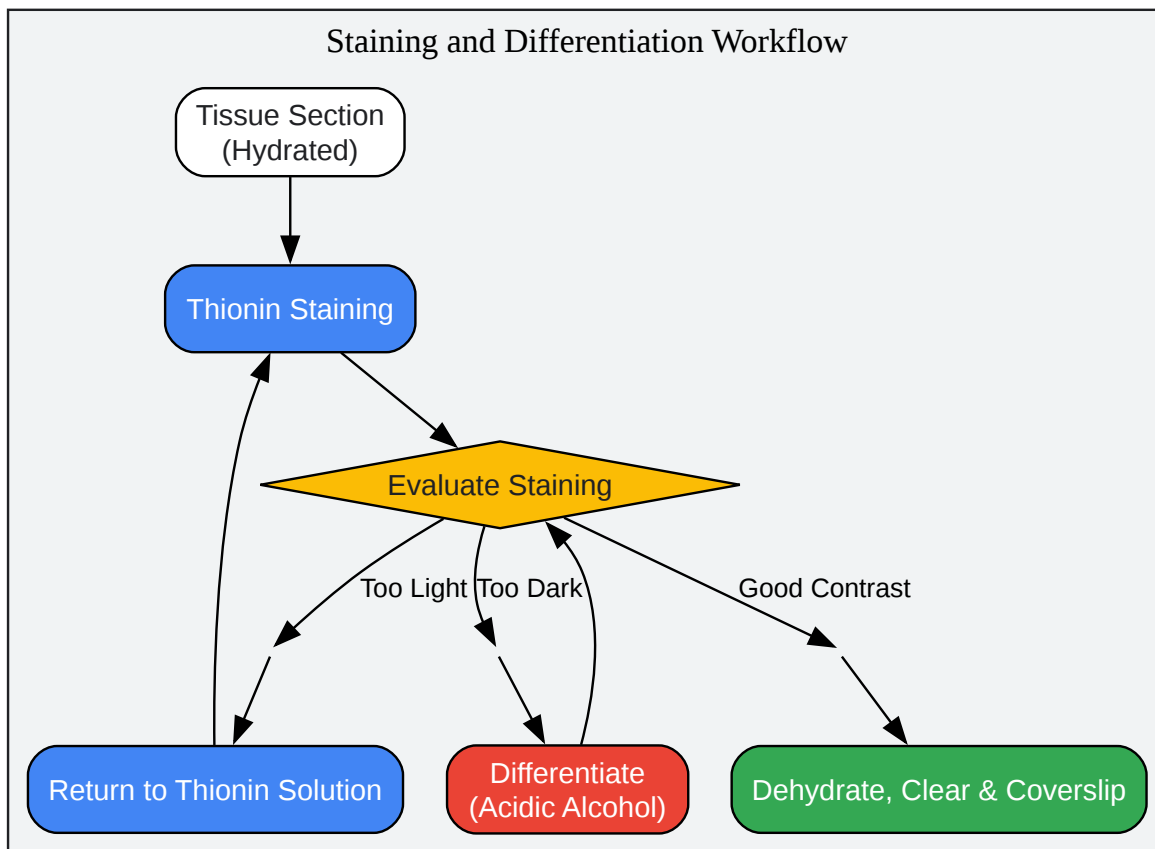 Staining and Differentiation Workflow
Tissue Section
(Hydrated)
Thionin Staining
Evaluate Staining
Too Light
Too Dark
Good Contrast
Return to Thionin Solution
Differentiate
(Acidic Alcohol)
Dehydrate, Clear & Coverslip